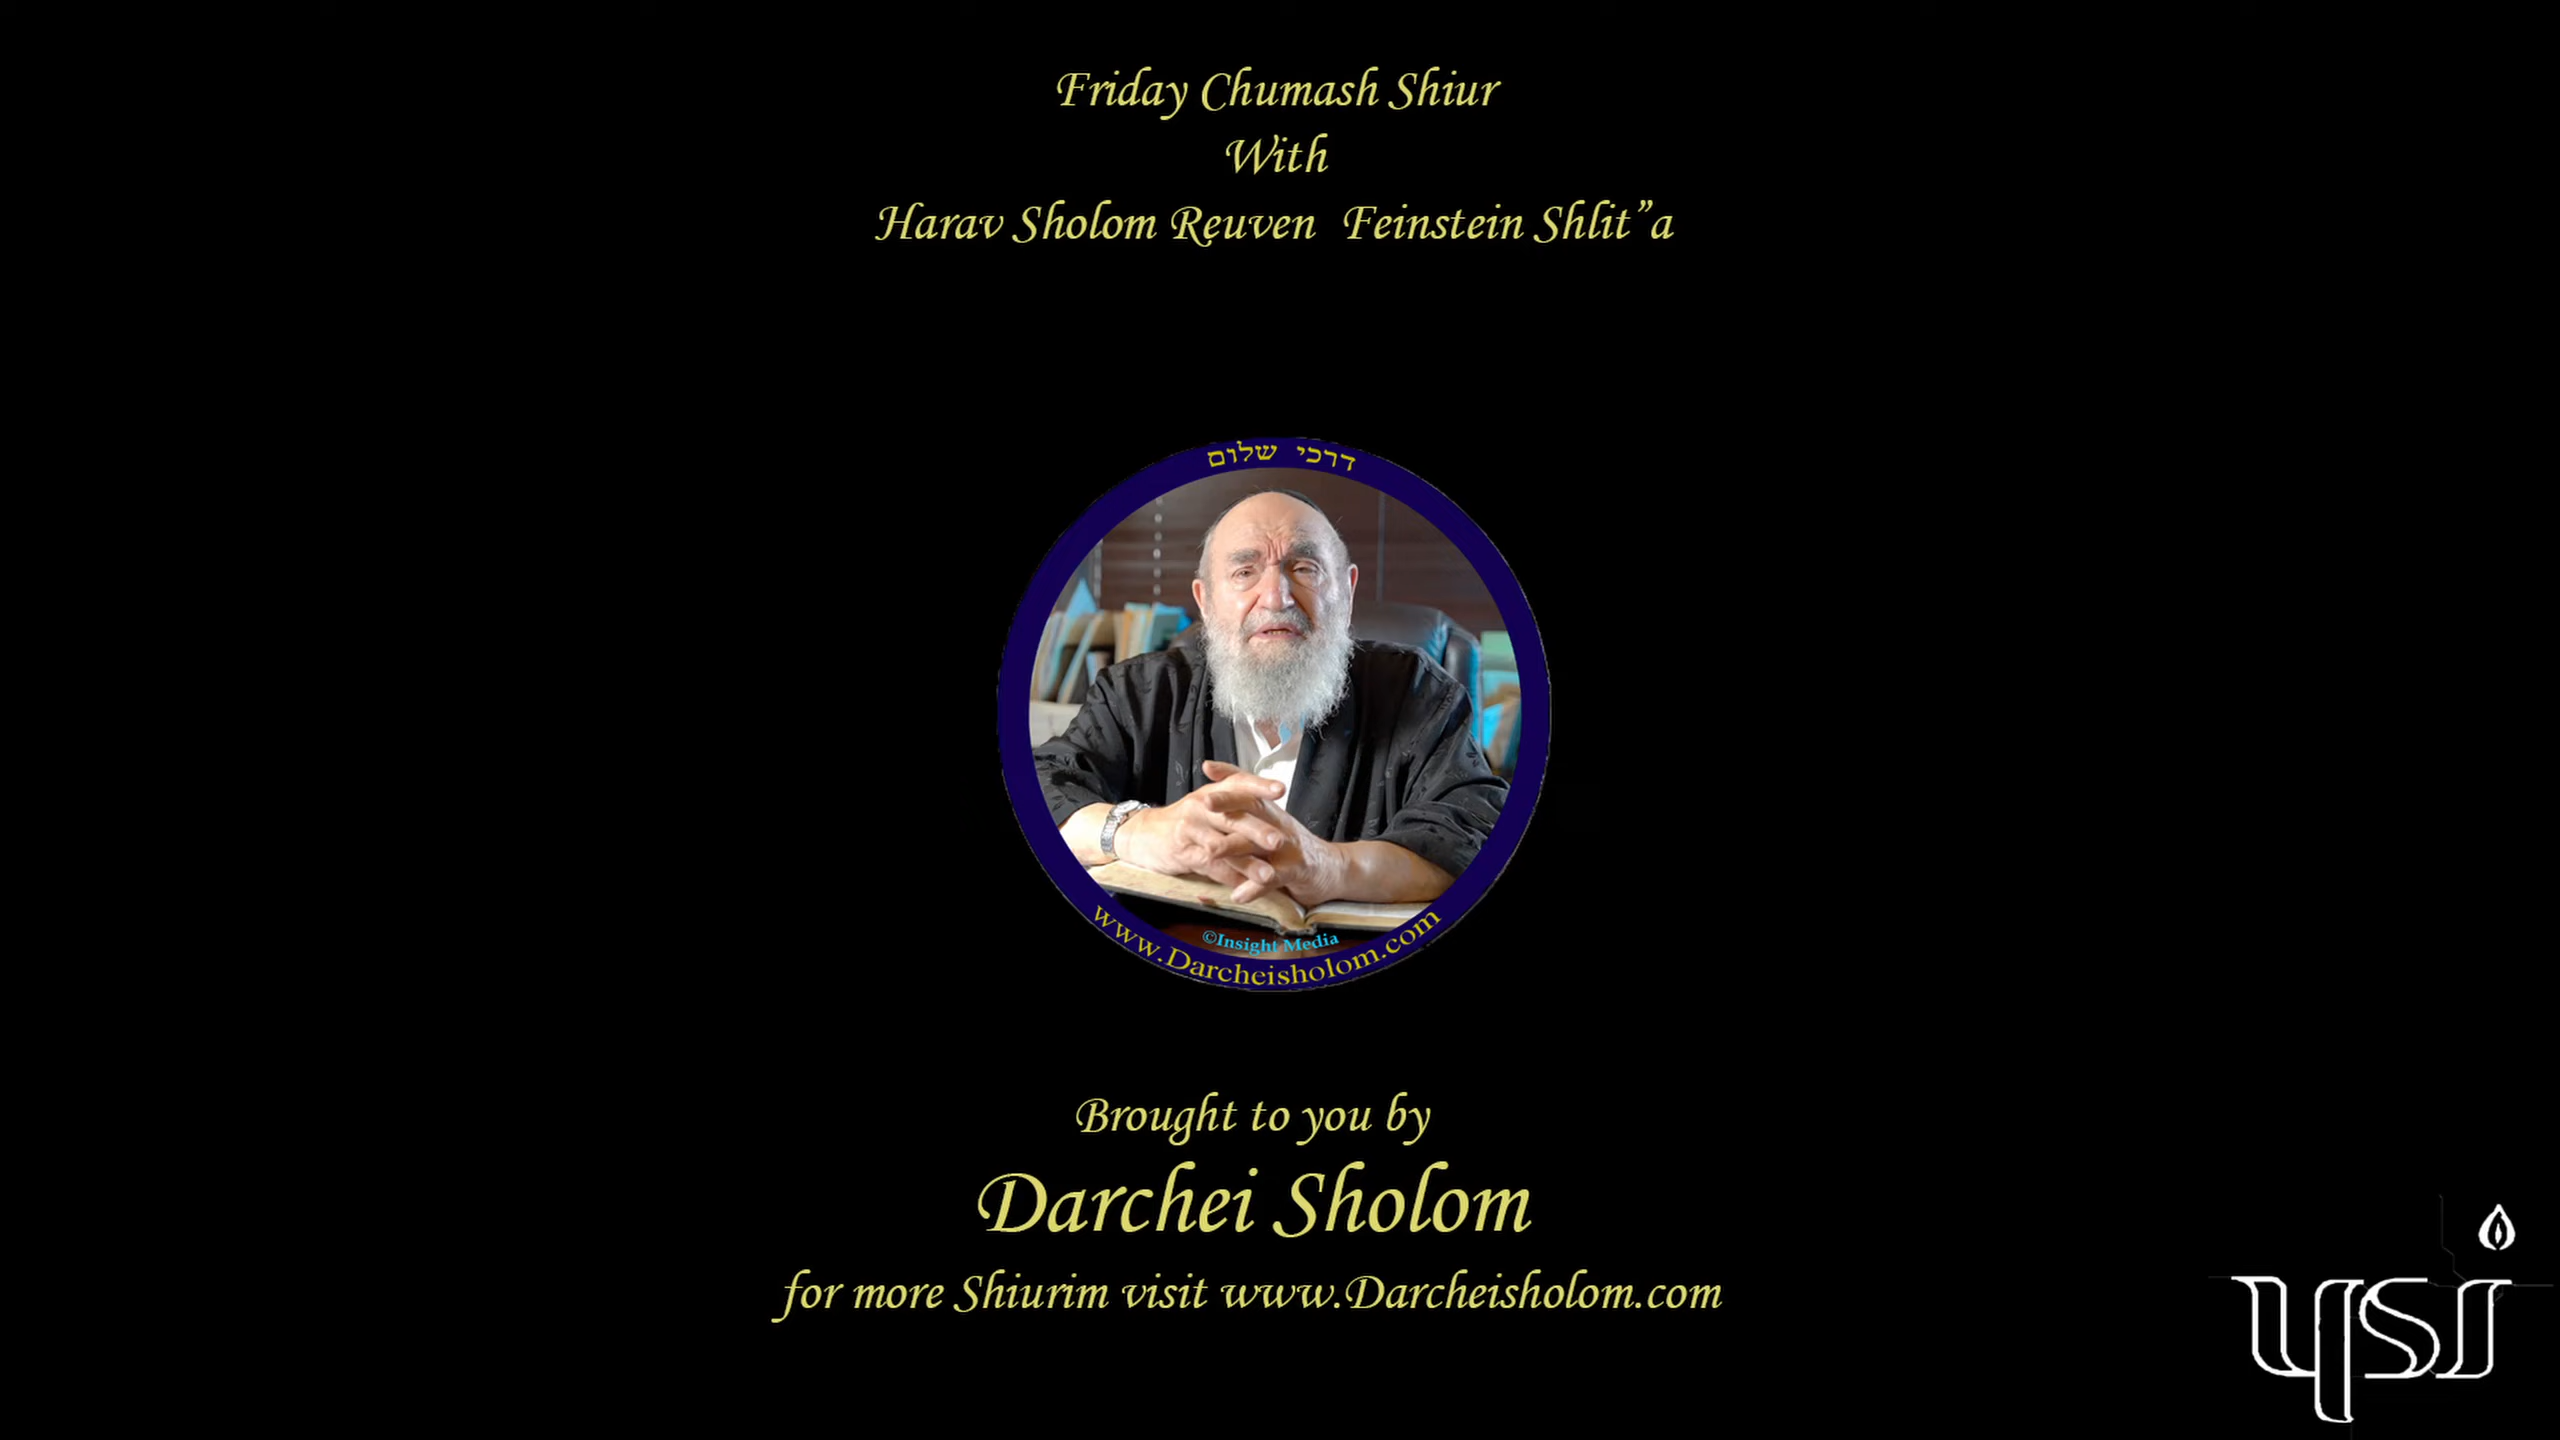 Friday Chumash Shiur
With
Harav Sholom Reuven Feinstein Shlit”a
דרכי שלום
©Insight Media
www.Darcheisholom.com
Brought to you by
Darchei Sholom
for more Shiurim visit www.Darcheisholom.com
ysi